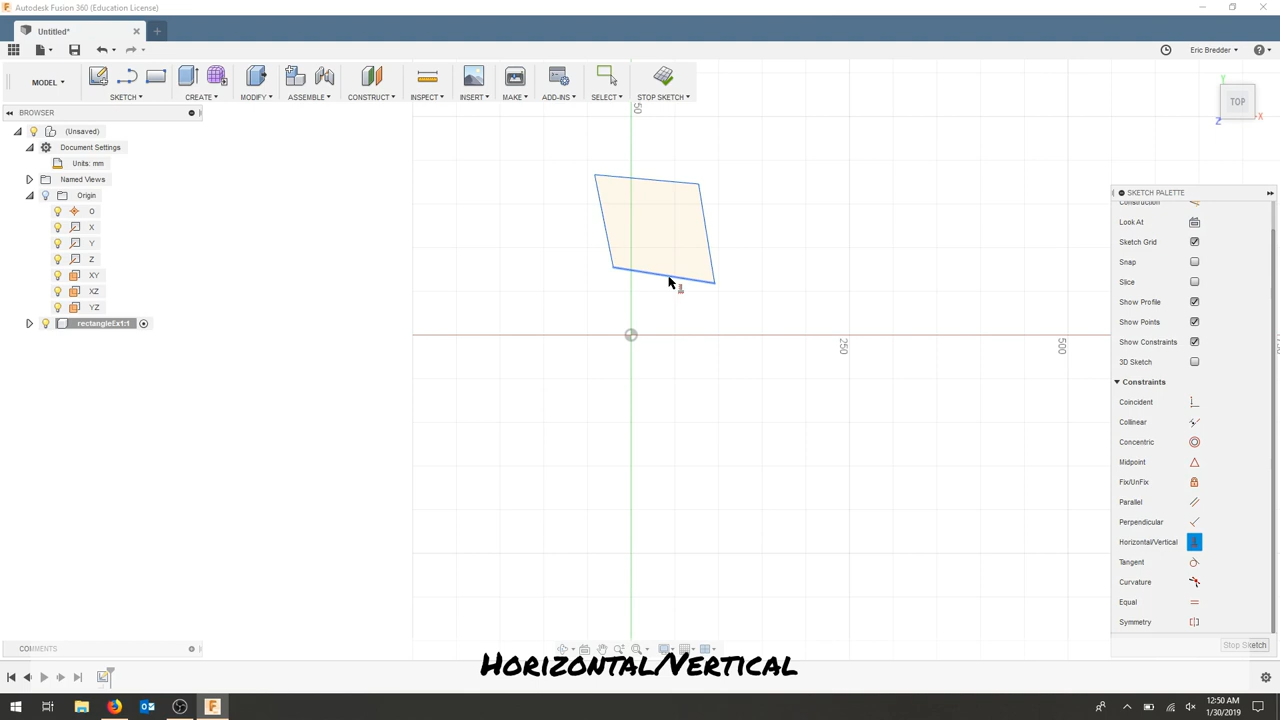 Autodesk Fusion 360 (Education License)
Untitled*
Eric Bredder
MODEL
SKETCH
CREATE
MODIFY
ASSEMBLE
CONSTRUCT
INSPECT
INSERT
MAKE
ADD-INS
SELECT
STOP SKETCH
BROWSER
(Unsaved)
Document Settings
Units: mm
Named Views
Origin
O
X
Y
Z
XY
XZ
YZ
rectangleEx1:1
50
250
500
Y
TOP
X
Z
SKETCH PALETTE
Construction
Look At
Sketch Grid
Snap
Slice
Show Profile
Show Points
Show Constraints
3D Sketch
Constraints
Coincident
Collinear
Concentric
Midpoint
Fix/UnFix
Parallel
Perpendicular
Horizontal/Vertical
Tangent
Curvature
Equal
Symmetry
Stop Sketch
COMMENTS
HORIZONTAL/VERTICAL
12:50 AM
1/30/2019